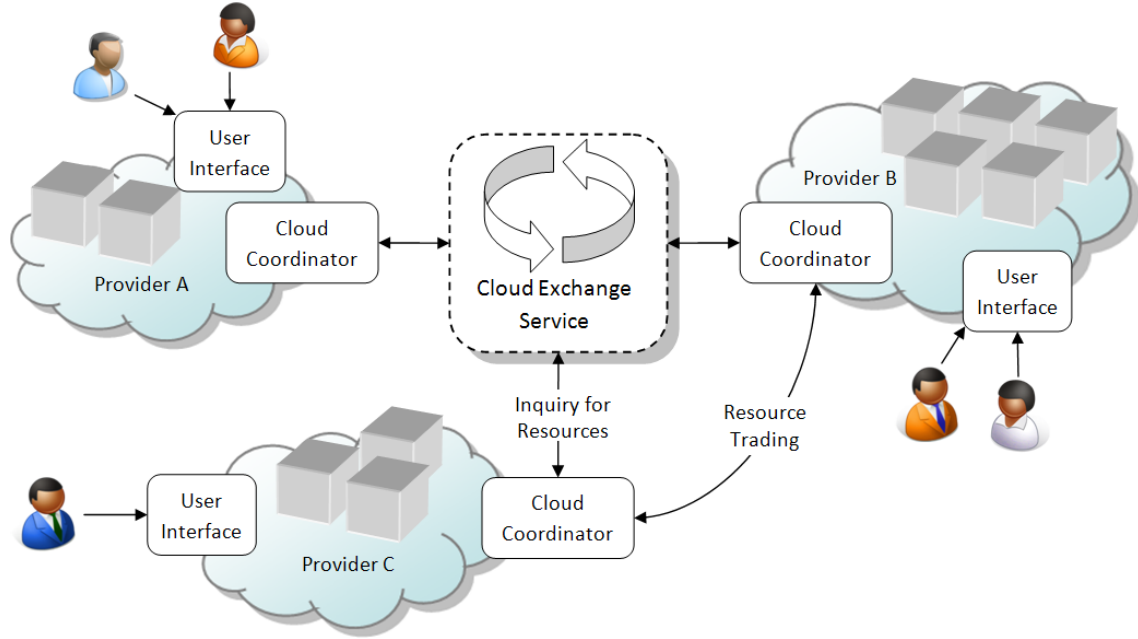 User
Interface
Cloud
Coordinator
Provider A
Cloud Exchange
Service
Provider B
Cloud
Coordinator
User
Interface
Inquiry for
Resources
Resource
Trading
User
Interface
Cloud
Coordinator
Provider C